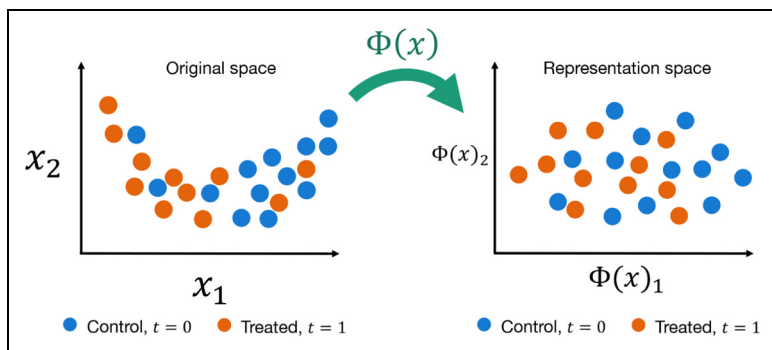 Φ(x)
Original space
Representation space
x₂
Φ(x)₂
x₁
Φ(x)₁
Control, t = 0 Treated, t = 1
Control, t = 0 Treated, t = 1